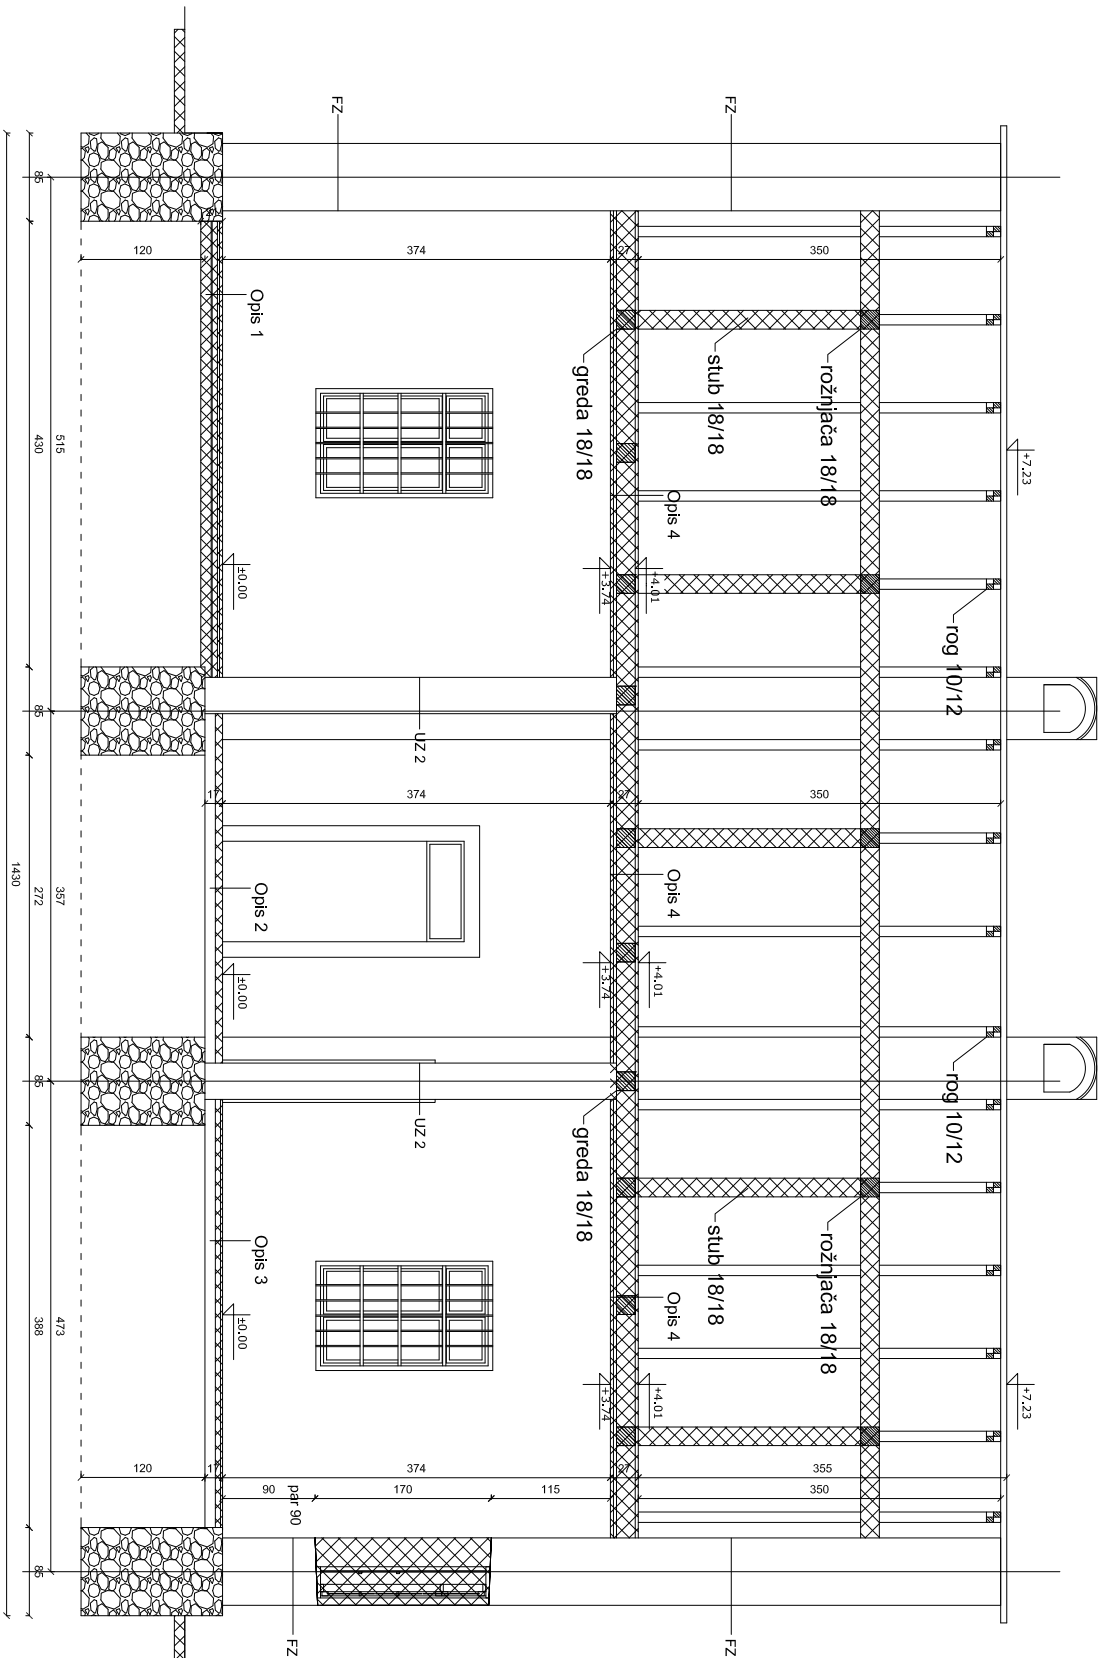 +7.23
+7.23
rog 10/12
rog 10/12
rožnjača 18/18
rožnjača 18/18
stub 18/18
stub 18/18
FZ
FZ
350
350
355
350
Opis 4
Opis 4
Opis 4
+4.01
+4.01
+4.01
27
27
27
+3.74
+3.74
+3.74
greda 18/18
greda 18/18
FZ
UZ 2
UZ 2
FZ
374
374
374
115
170
90
par 90
Opis 1
Opis 2
Opis 3
±0.00
±0.00
±0.00
17
17
120
120
515
357
473
85
430
85
272
85
388
85
1430